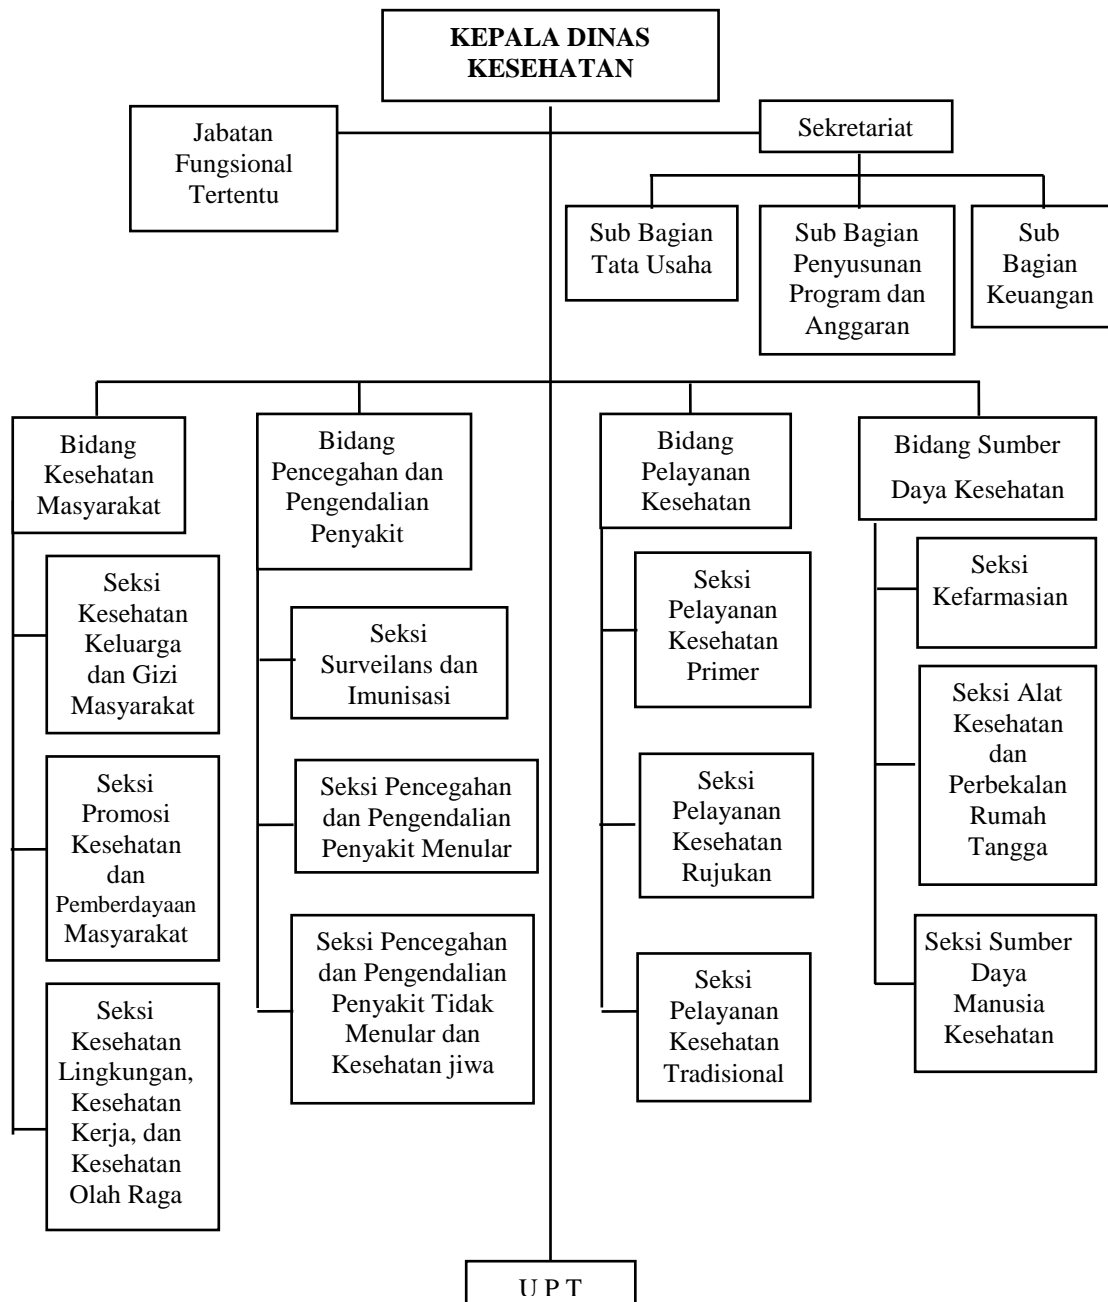 KEPALA DINAS
KESEHATAN
Jabatan
Fungsional
Tertentu
Sekretariat
Sub Bagian
Tata Usaha
Sub Bagian
Penyusunan
Program dan
Anggaran
Sub
Bagian
Keuangan
Bidang
Kesehatan
Masyarakat
Bidang
Pencegahan dan
Pengendalian
Penyakit
Bidang
Pelayanan
Kesehatan
Bidang Sumber
Daya Kesehatan
Seksi
Kesehatan
Keluarga
dan Gizi
Masyarakat
Seksi
Promosi
Kesehatan
dan
Pemberdayaan
Masyarakat
Seksi
Kesehatan
Lingkungan,
Kesehatan
Kerja, dan
Kesehatan
Olah Raga
Seksi
Surveilans dan
Imunisasi
Seksi Pencegahan
dan Pengendalian
Penyakit Menular
Seksi Pencegahan
dan Pengendalian
Penyakit Tidak
Menular dan
Kesehatan jiwa
Seksi
Pelayanan
Kesehatan
Primer
Seksi
Pelayanan
Kesehatan
Rujukan
Seksi
Pelayanan
Kesehatan
Tradisional
Seksi
Kefarmasian
Seksi Alat
Kesehatan
dan
Perbekalan
Rumah
Tangga
Seksi Sumber
Daya
Manusia
Kesehatan
U P T